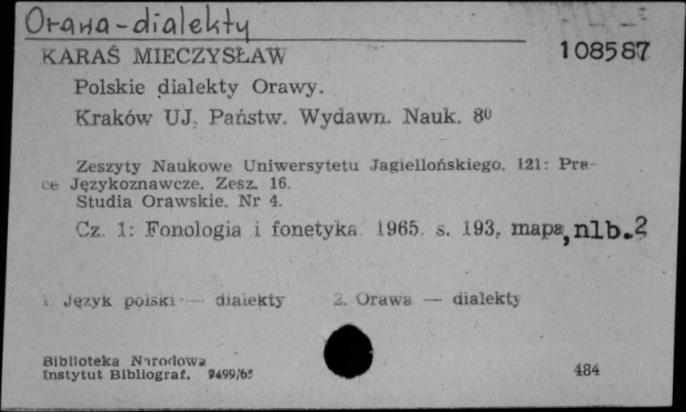 Orawa - dialekty
KARAŚ MIECZYSŁAW 108587
Polskie dialekty Orawy.
Kraków UJ, Państw. Wydawn. Nauk. 8⁰
Zeszyty Naukowe Uniwersytetu Jagiellońskiego. 121: Pra-
ce Językoznawcze. Zesz. 16.
Studia Orawskie. Nr 4.
Cz. 1: Fonologia i fonetyka. 1965. s. 193, mapa, nlb. 2
1. Język polski — dialekty 2. Orawa — dialekty
Biblioteka Narodowa
Instytut Bibliograf. 9499/65 484